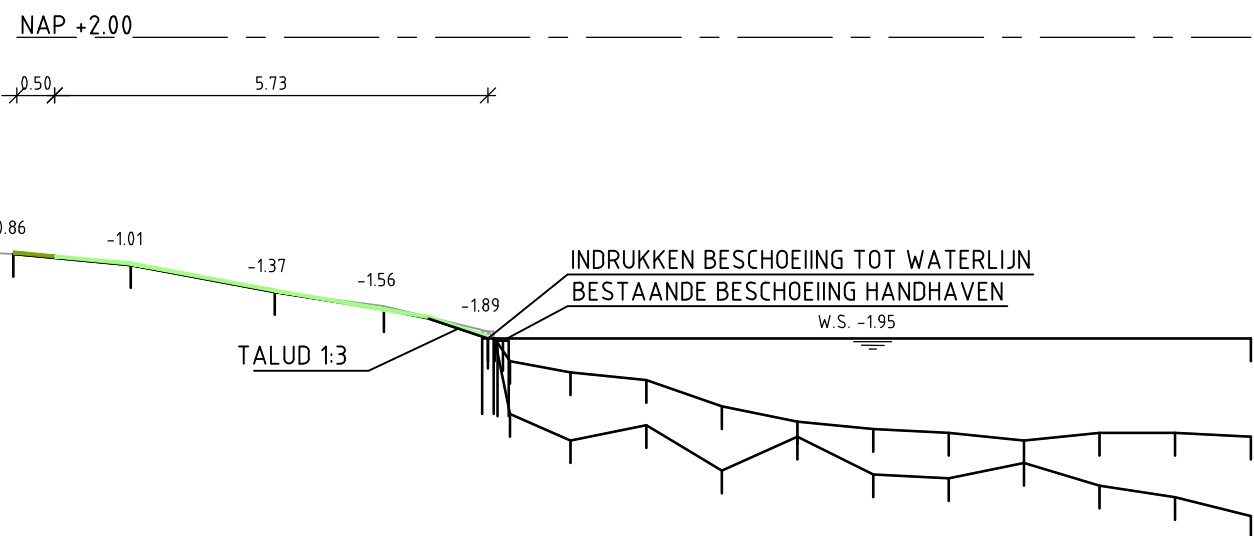 NAP +2.00
0.50
5.73
0.86
-1.01
-1.37
-1.56
-1.89
INDRUKKEN BESCHOEIING TOT WATERLIJN
BESTAANDE BESCHOEIING HANDHAVEN
W.S. -1.95
TALUD 1:3